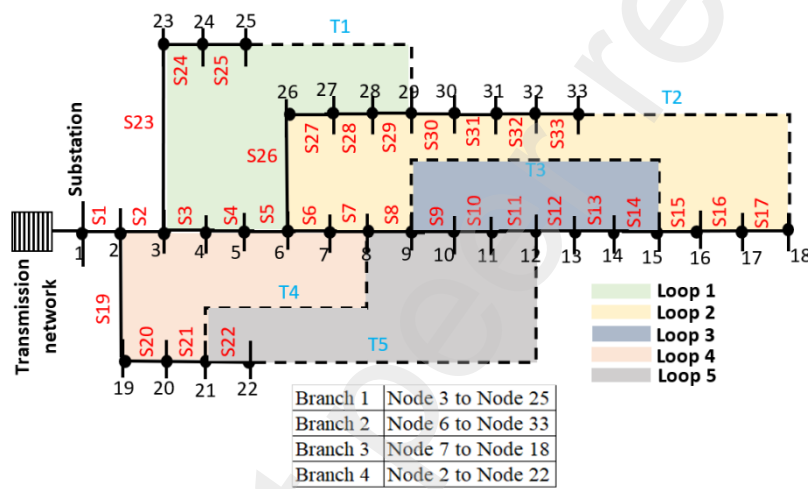 23 24 25
T1
S24 S25
26 27 28 29 30 31 32 33
T2
S23
S27 S28 S29 S30 S31 S32 S33
S26
T3
Substation
S1 S2 S3 S4 S5 S6 S7 S8 S9 S10 S11 S12 S13 S14 S15 S16 S17
1 2 3 4 5 6 7 8 9 10 11 12 13 14 15 16 17 18
Transmission
network
S19
T4
S20 S21 S22
T5
19 20 21 22
Loop 1
Loop 2
Loop 3
Loop 4
Loop 5
Branch 1 Node 3 to Node 25
Branch 2 Node 6 to Node 33
Branch 3 Node 7 to Node 18
Branch 4 Node 2 to Node 22
t peer re